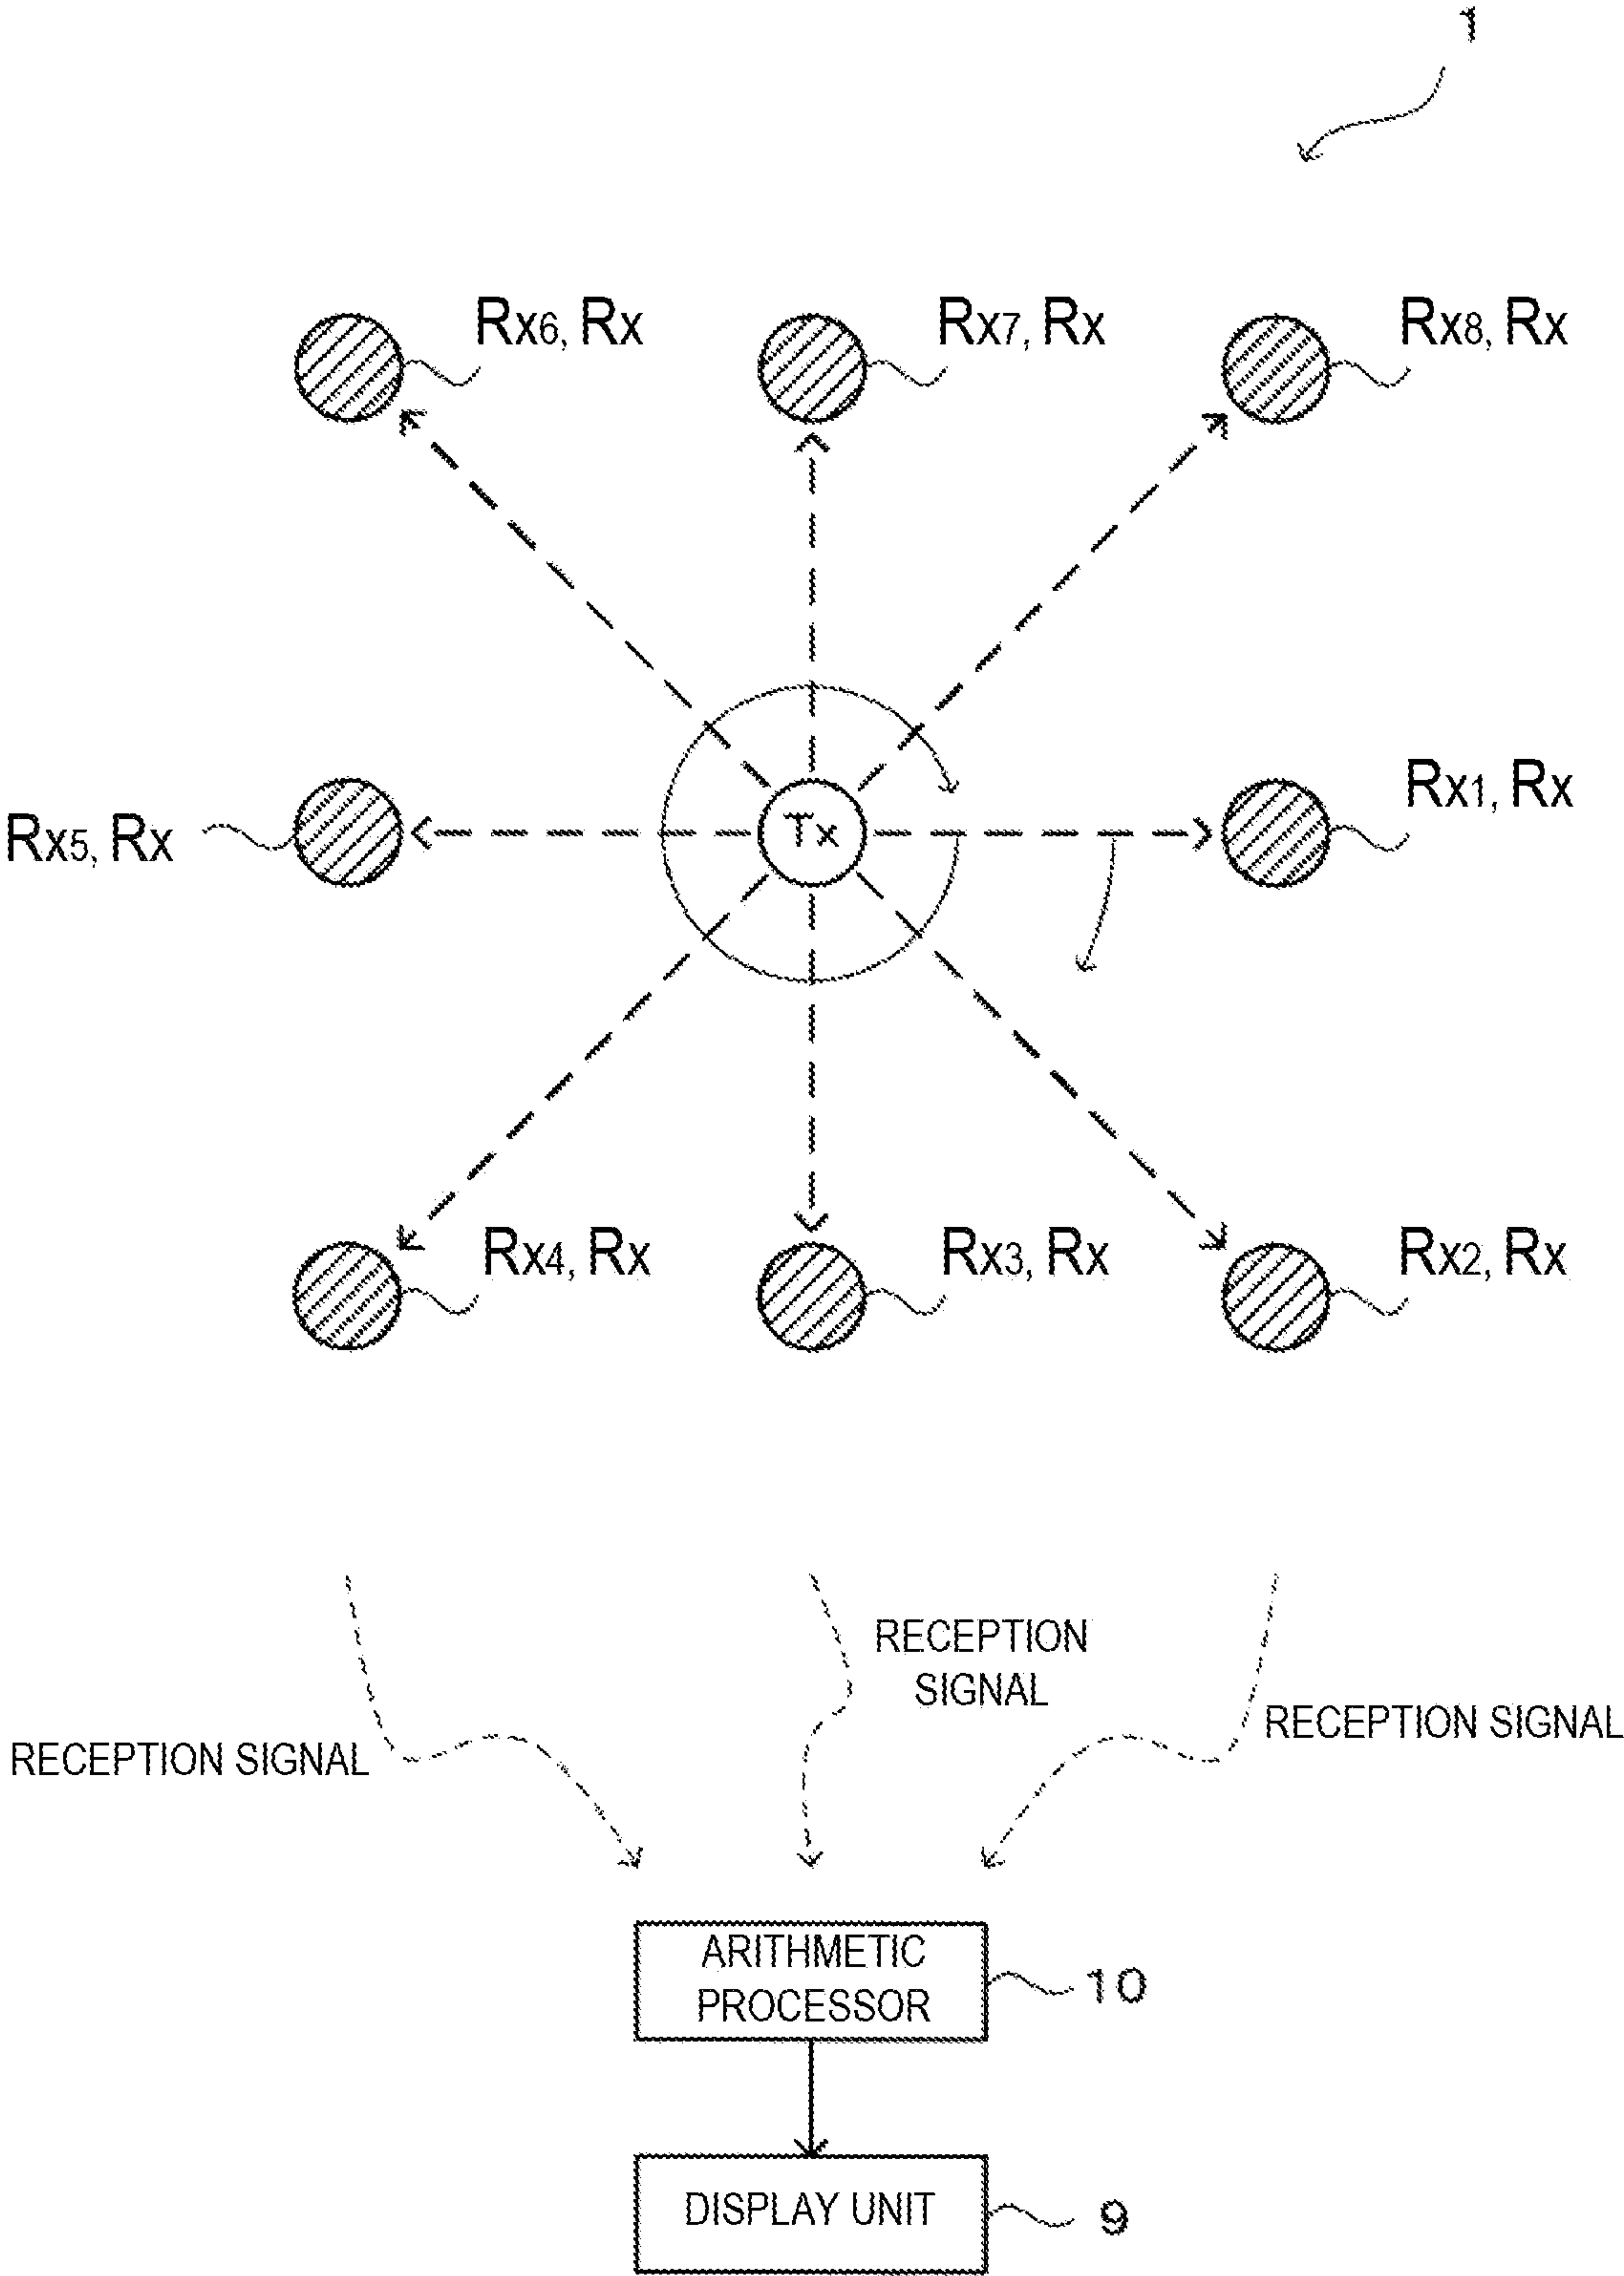 1
Rx6, Rx
Rx7, Rx
Rx8, Rx
Rx1, Rx
Tx
Rx5, Rx
Rx4, Rx
Rx3, Rx
Rx2, Rx
RECEPTION
SIGNAL
RECEPTION SIGNAL
RECEPTION SIGNAL
ARITHMETIC
PROCESSOR
10
DISPLAY UNIT
9